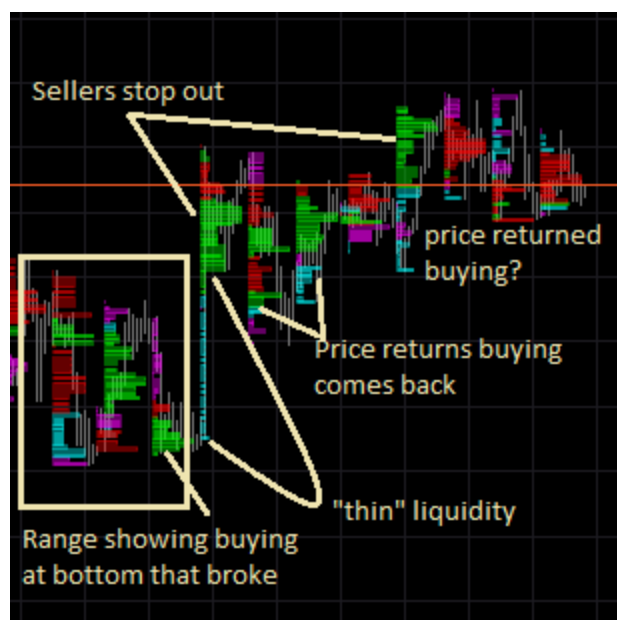 Sellers stop out
price returned
buying?
Price returns buying
comes back
"thin" liquidity
Range showing buying
at bottom that broke